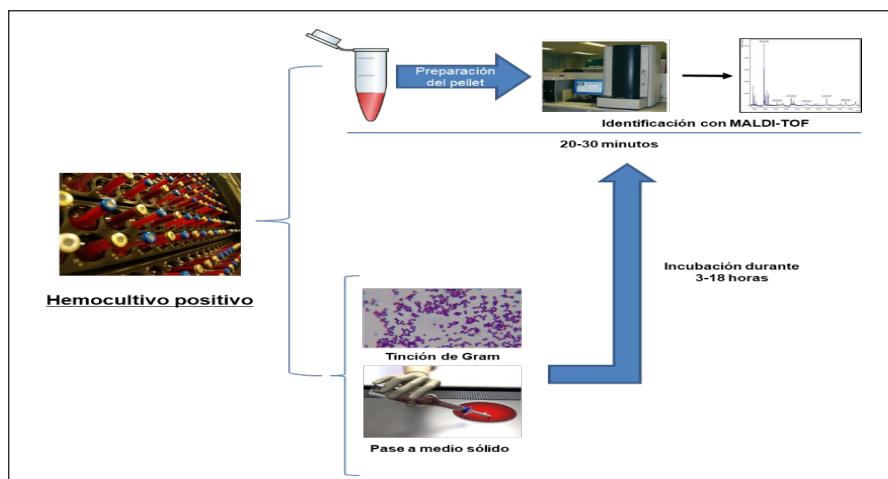 Preparación
del pellet
Identificación con MALDI-TOF
20-30 minutos
Hemocultivo positivo
Incubación durante
3-18 horas
Tinción de Gram
Pase a medio sólido